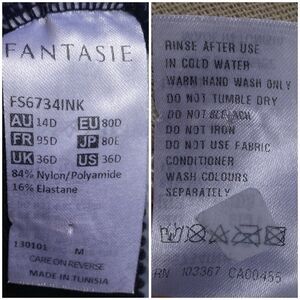 FANTASIE
FS6734INK
AU 14D EU 80D
FR 95D JP 80E
UK 36D US 36D
84% Nylon/Polyamide
16% Elastane
130101 M
CARE ON REVERSE
MADE IN TUNISIA
RINSE AFTER USE
IN COLD WATER
WARM HAND WASH ONLY
DO NOT TUMBLE DRY
DO NOT BLEACH
DO NOT IRON
DO NOT USE FABRIC
CONDITIONER
WASH COLOURS
SEPARATELY
RN 103367 CA00455